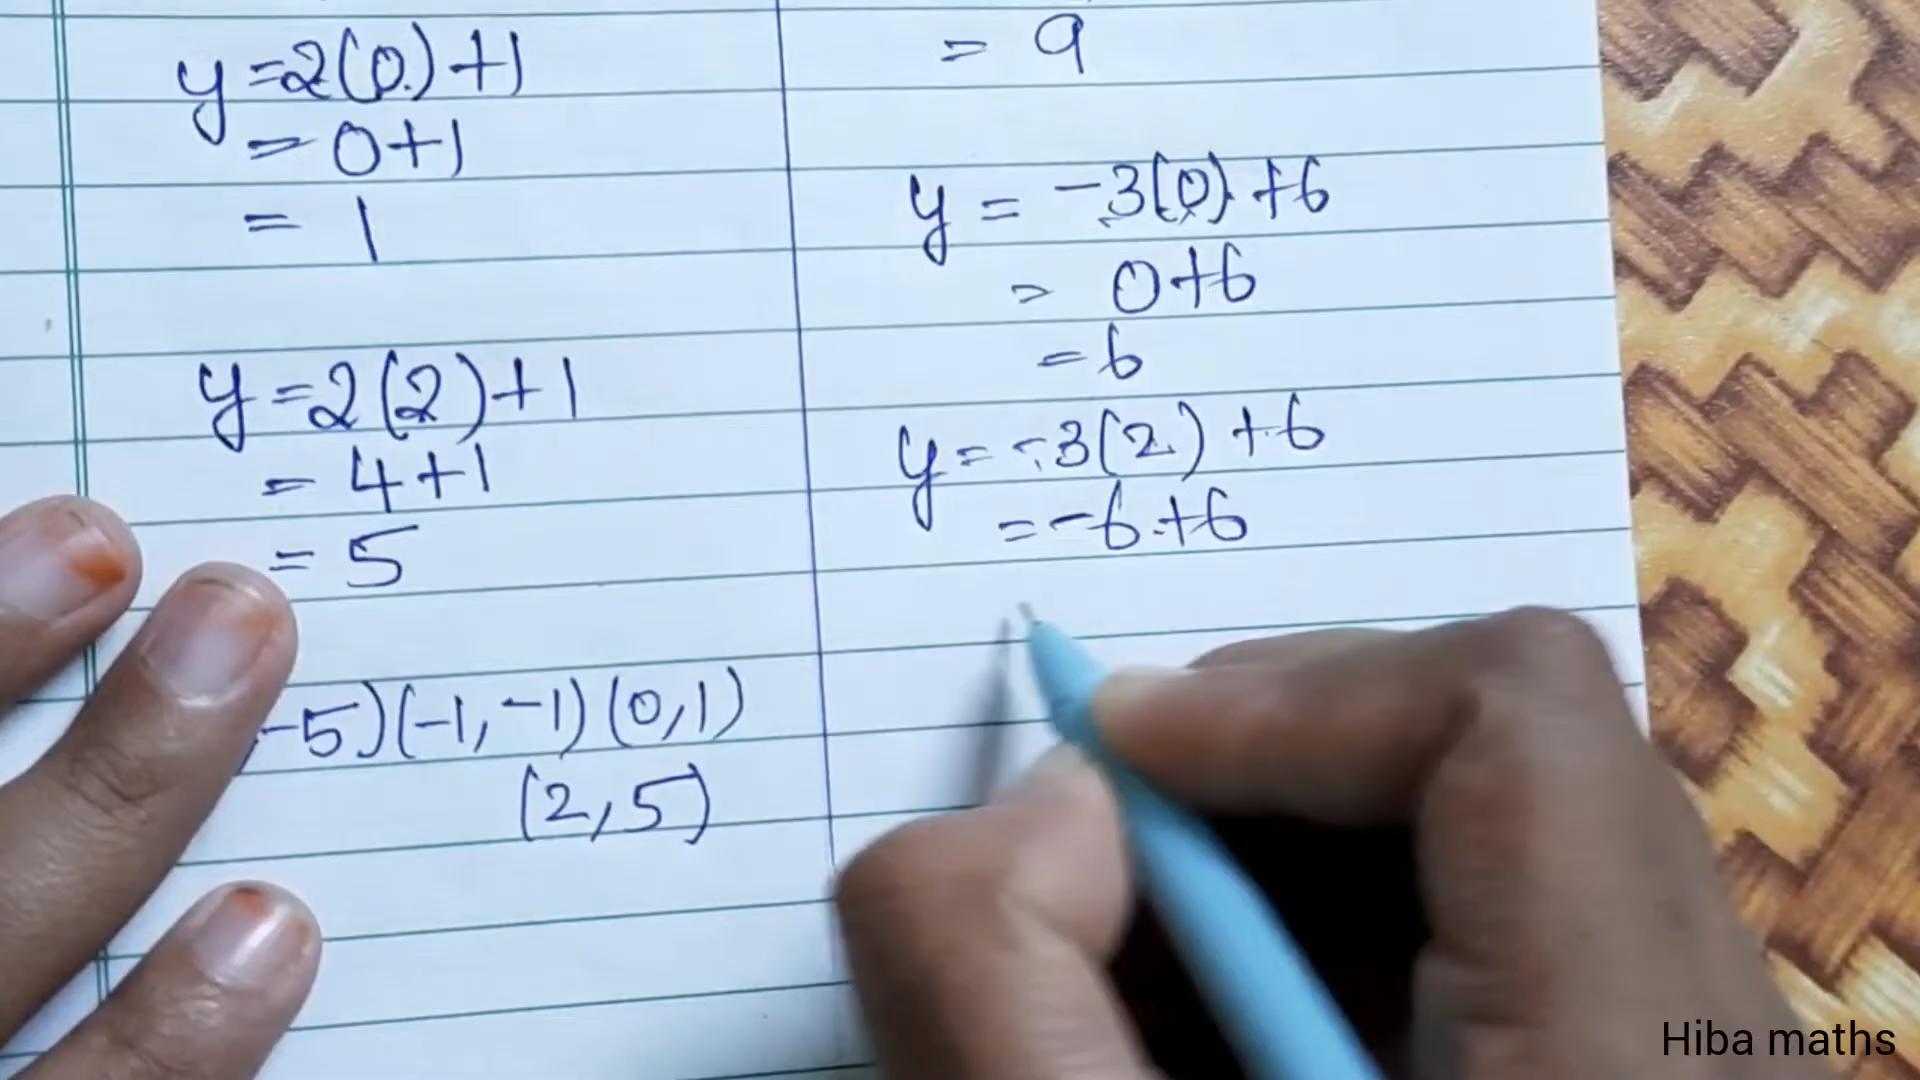 y=2(0)+1
= 0+1
= 1
y=2(2)+1
= 4+1
= 5
-5)(-1,-1)(0,1)
(2,5)
= 9
y = -3(0)+6
= 0+6
= 6
y = -3(2)+6
= -6+6
Hiba maths